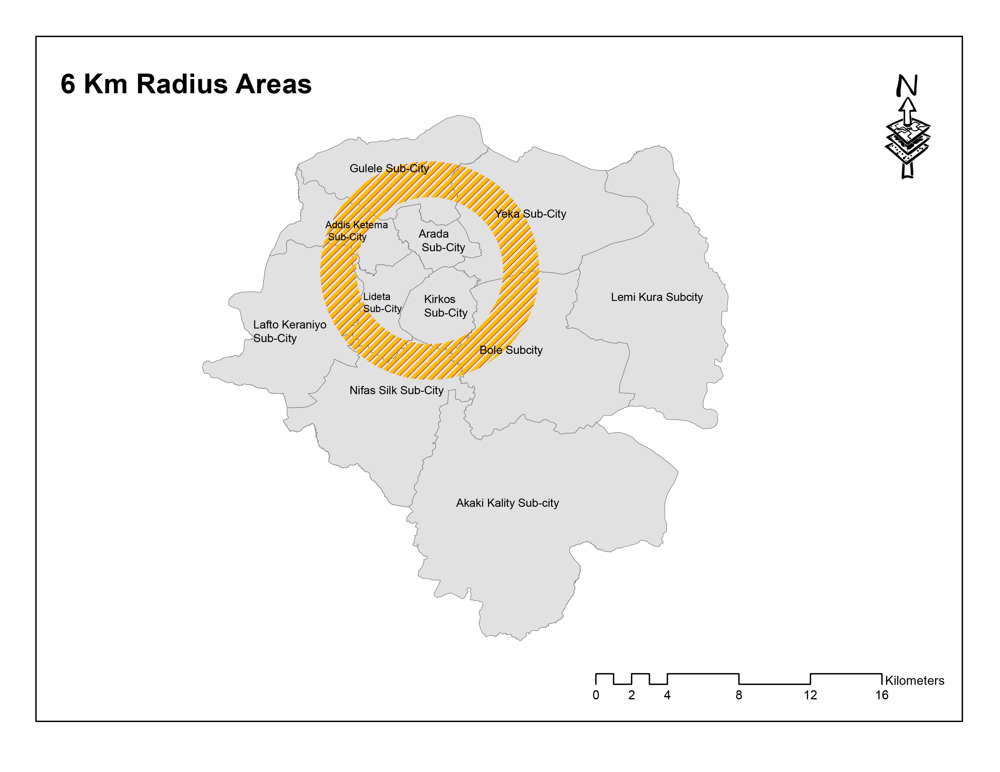 6 Km Radius Areas
N
Gulele Sub-City
Yeka Sub-City
Addis Ketema
Sub-City
Arada
Sub-City
Lideta
Sub-City
Kirkos
Sub-City
Lemi Kura Subcity
Lafto Keraniyo
Sub-City
Bole Subcity
Nifas Silk Sub-City
Akaki Kality Sub-city
Kilometers
0 2 4 8 12 16